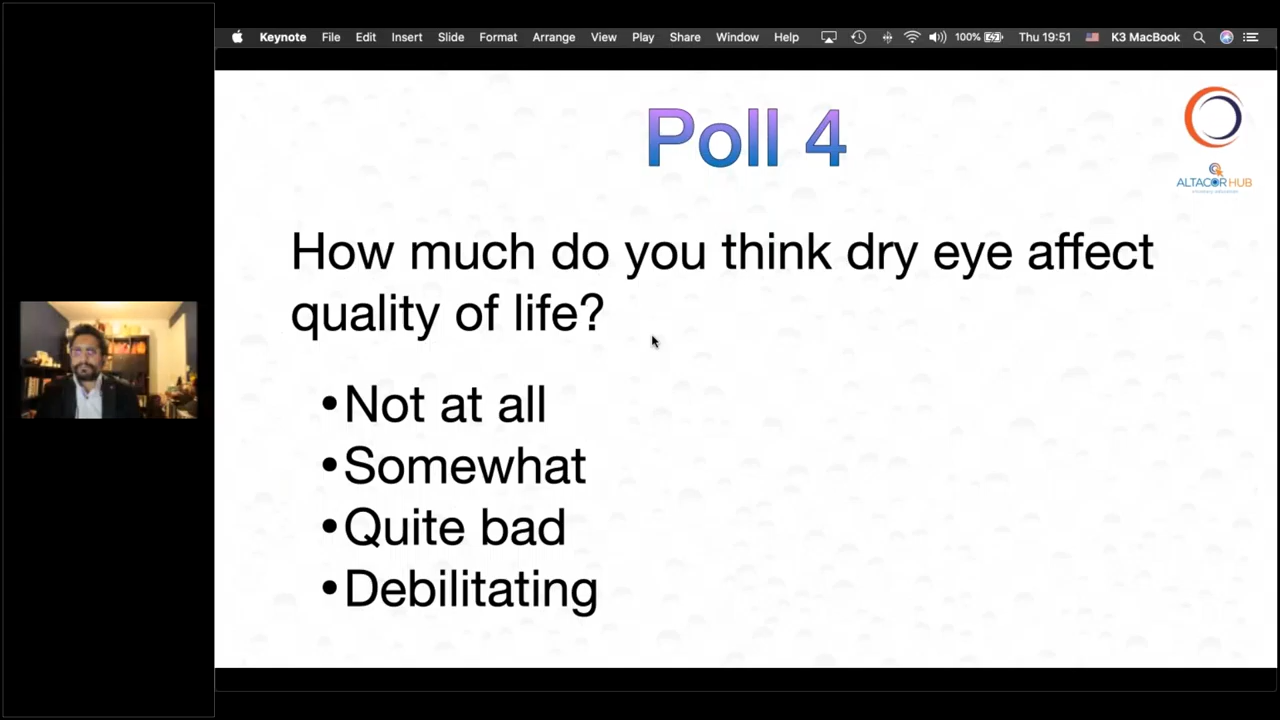 Keynote File Edit Insert Slide Format Arrange View Play Share Window Help 100% Thu 19:51 K3 MacBook
Poll 4
ALTACOR HUB
How much do you think dry eye affect
quality of life?
•Not at all
•Somewhat
•Quite bad
•Debilitating